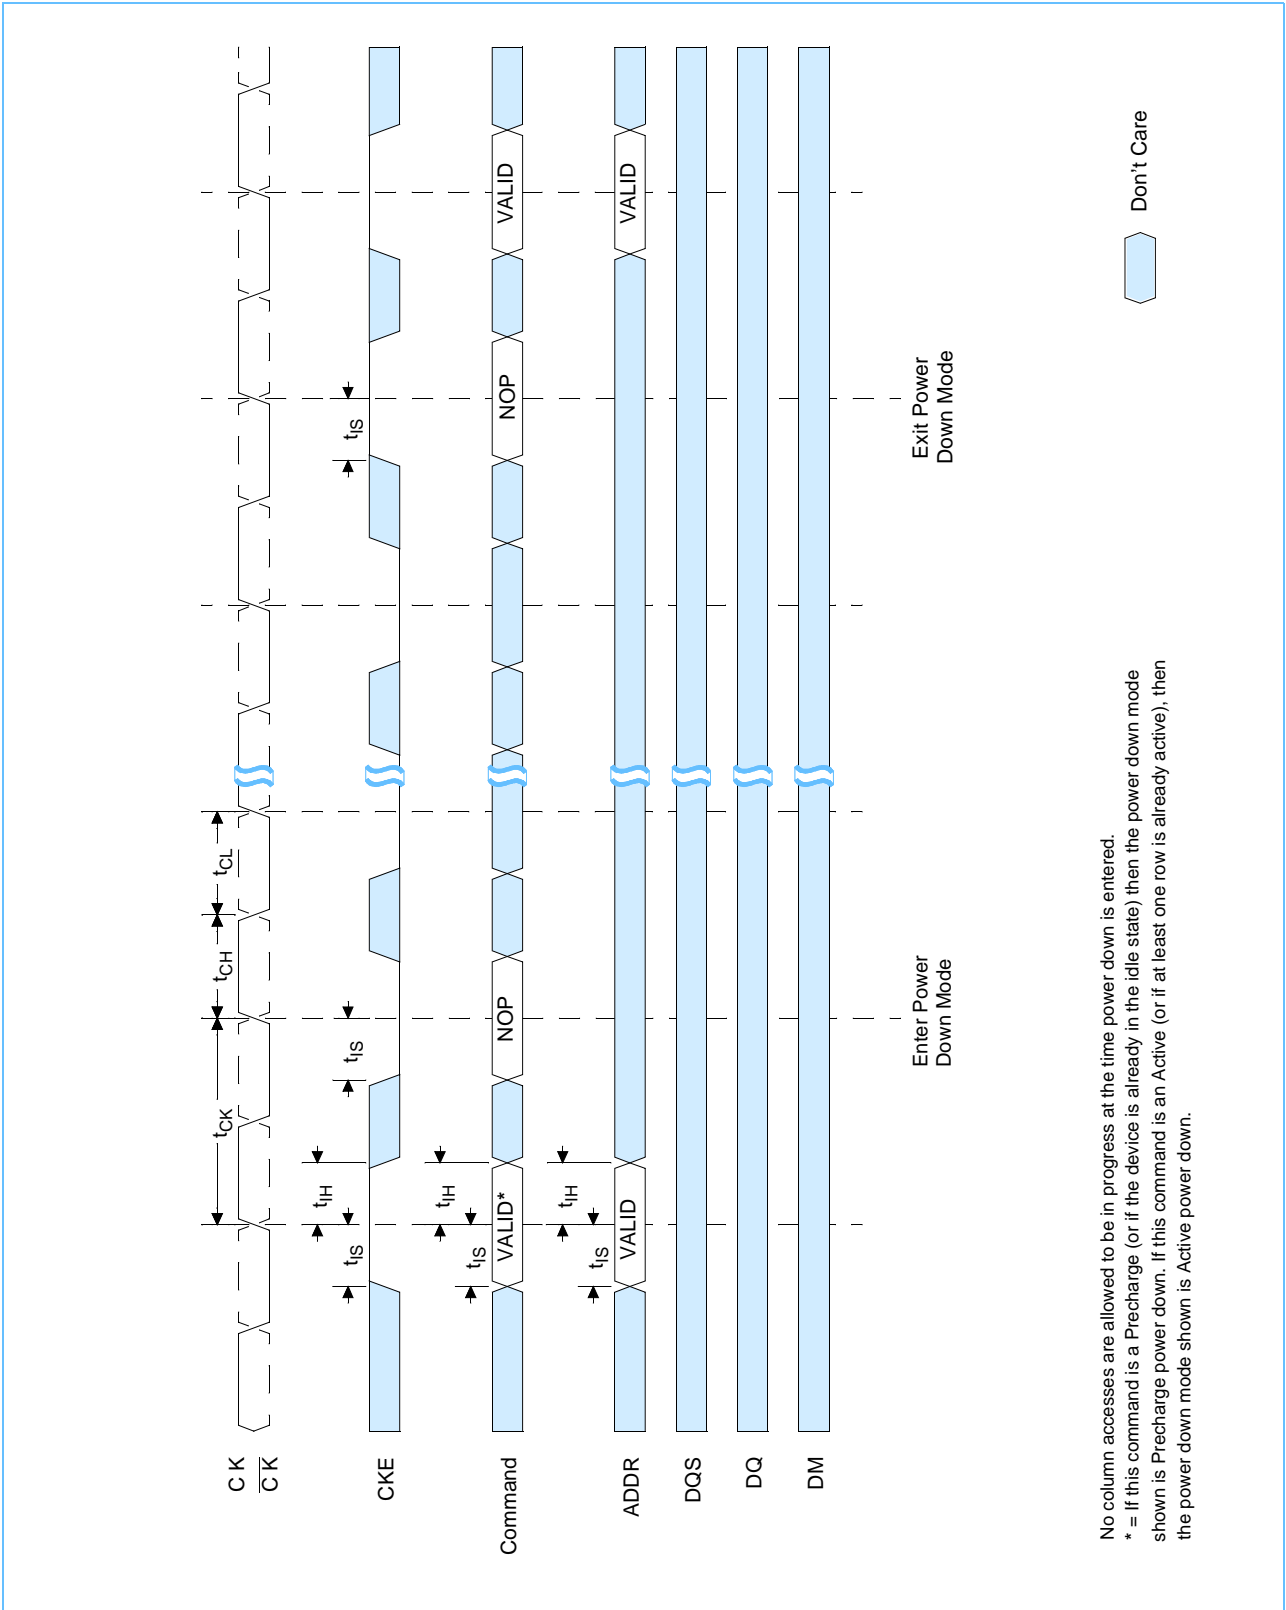 tCK
tCH
tCL
CK
CK
tIS
tIH
tIS
tIS
CKE
tIS
tIH
Command
VALID*
NOP
NOP
VALID
tIS
tIH
ADDR
VALID
VALID
DQS
DQ
DM
Enter Power
Down Mode
Exit Power
Down Mode
Don't Care
No column accesses are allowed to be in progress at the time power down is entered.
* = If this command is a Precharge (or if the device is already in the idle state) then the power down mode
shown is Precharge power down. If this command is an Active (or if at least one row is already active), then
the power down mode shown is Active power down.